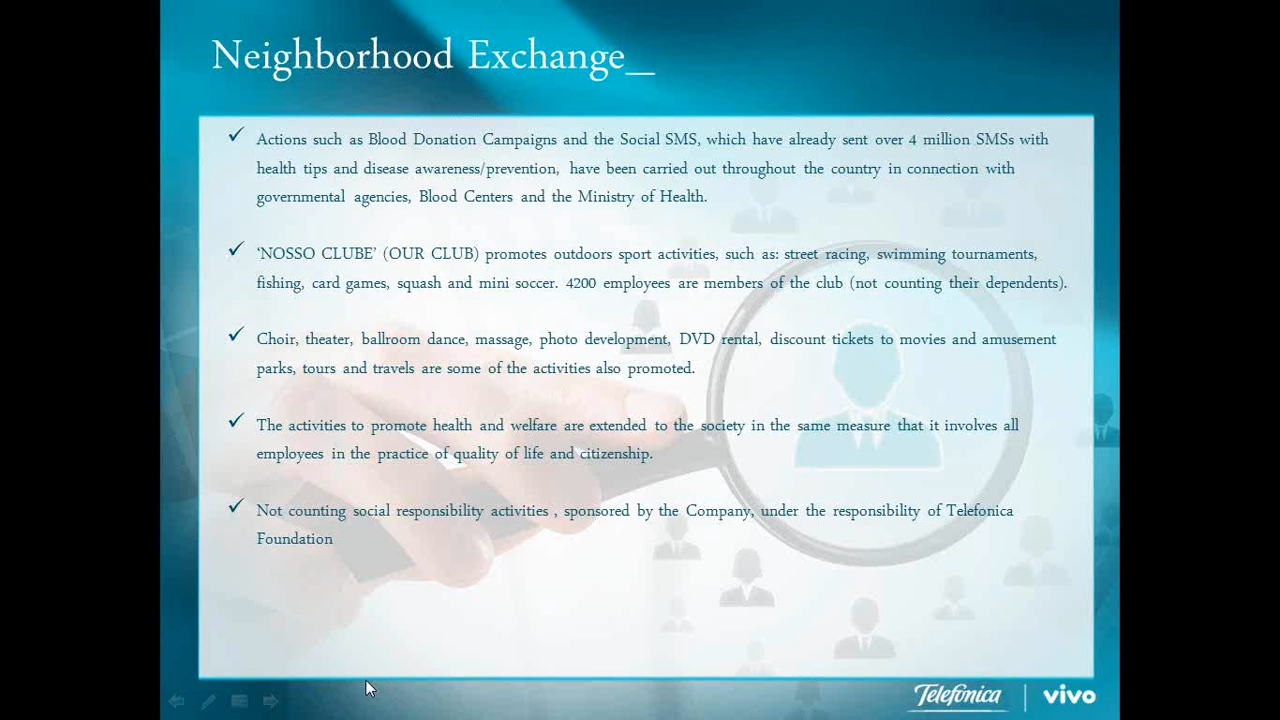 Neighborhood Exchange_
✓ Actions such as Blood Donation Campaigns and the Social SMS, which have already sent over 4 million SMSs with
health tips and disease awareness/prevention, have been carried out throughout the country in connection with
governmental agencies, Blood Centers and the Ministry of Health.
✓ ‘NOSSO CLUBE’ (OUR CLUB) promotes outdoors sport activities, such as: street racing, swimming tournaments,
fishing, card games, squash and mini soccer. 4200 employees are members of the club (not counting their dependents).
✓ Choir, theater, ballroom dance, massage, photo development, DVD rental, discount tickets to movies and amusement
parks, tours and travels are some of the activities also promoted.
✓ The activities to promote health and welfare are extended to the society in the same measure that it involves all
employees in the practice of quality of life and citizenship.
✓ Not counting social responsibility activities , sponsored by the Company, under the responsibility of Telefonica
Foundation
Telefónica | vivo